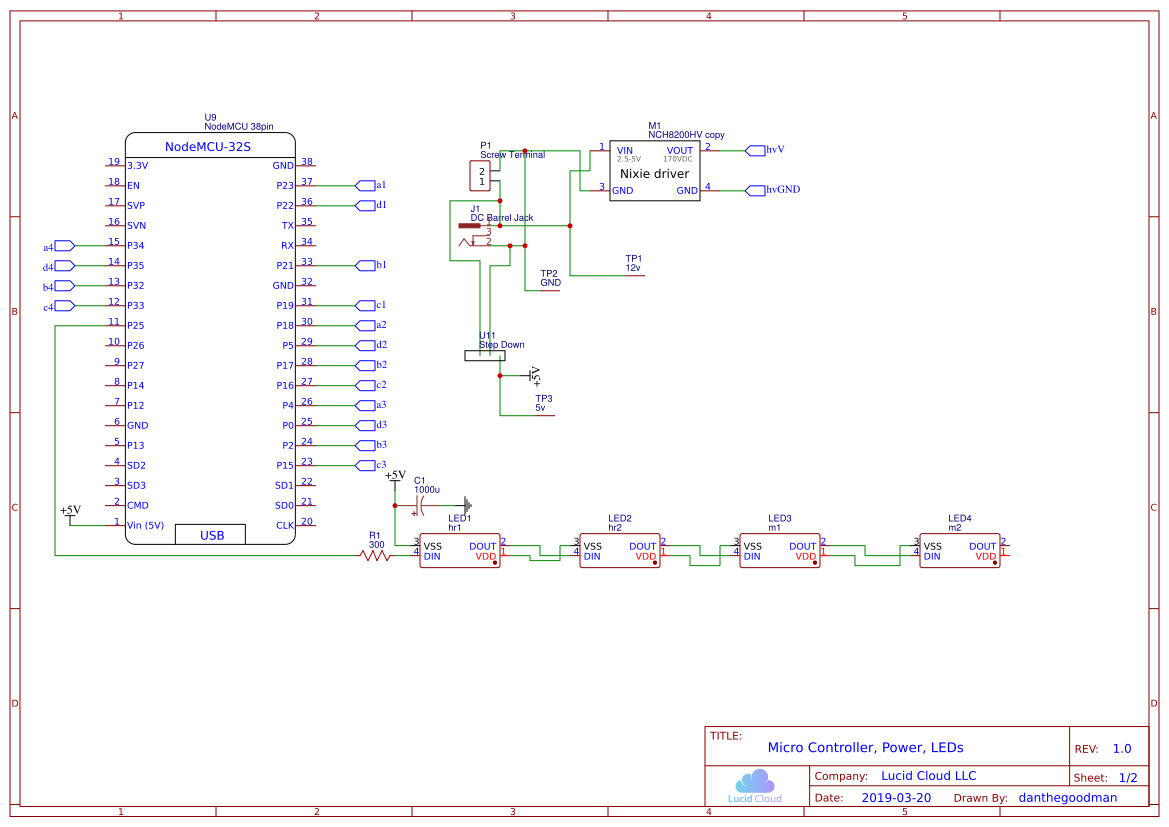 1 2 3 4 5
A A
B B
C C
D D
U9
NodeMCU 38pin
NodeMCU-32S
19 3.3V GND 38
18 EN P23 37 a1
17 SVP P22 36 d1
16 SVN TX 35
a4 15 P34 RX 34
d4 14 P35 P21 33 b1
b4 13 P32 GND 32
c4 12 P33 P19 31 c1
11 P25 P18 30 a2
10 P26 P5 29 d2
9 P27 P17 28 b2
8 P14 P16 27 c2
7 P12 P4 26 a3
6 GND P0 25 d3
5 P13 P2 24 b3
4 SD2 P15 23 c3
3 SD3 SD1 22
2 CMD SD0 21
+5V 1 Vin (5V) CLK 20
USB
P1
Screw Terminal
2
1
J1
DC Barrel Jack
1
3
2
M1
NCH8200HV copy
1 VIN VOUT 2 hvV
2.5-5V 170VDC
Nixie driver
3 GND GND 4 hvGND
TP1
12v
TP2
GND
U11
Step Down
+5V
TP3
5v
+5V
C1
1000u
+
R1
300
LED1
hr1
3 VSS DOUT 2
4 DIN VDD 1
LED2
hr2
3 VSS DOUT 2
4 DIN VDD 1
LED3
m1
3 VSS DOUT 2
4 DIN VDD 1
LED4
m2
3 VSS DOUT 2
4 DIN VDD 1
TITLE:
Micro Controller, Power, LEDs
REV: 1.0
Lucid Cloud
Company: Lucid Cloud LLC
Sheet: 1/2
Date: 2019-03-20 Drawn By: danthegoodman
1 2 3 4 5